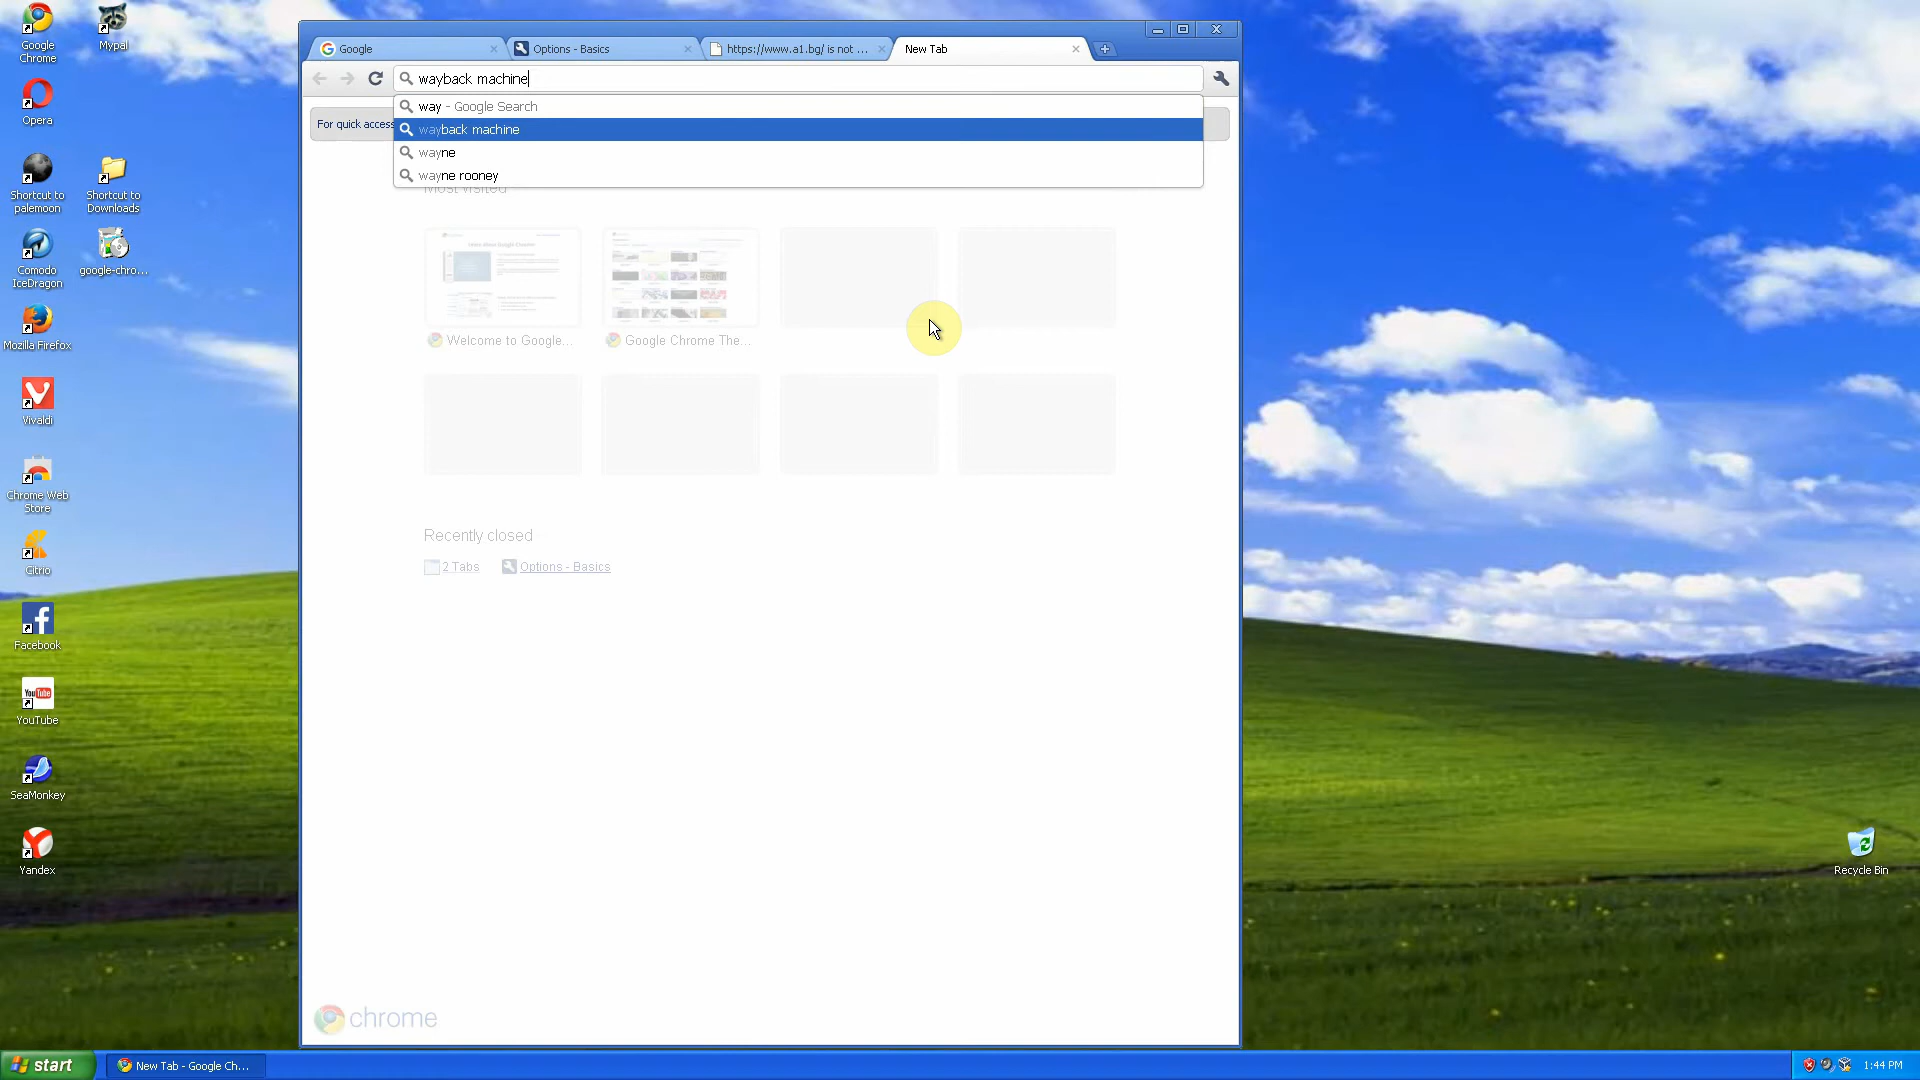 Google
Chrome
Mypal
Opera
Shortcut to
palemoon
Shortcut to
Downloads
Comodo
IceDragon
google-chro...
Mozilla Firefox
Vivaldi
Chrome Web
Store
Citrio
Facebook
You Tube
YouTube
SeaMonkey
Yandex
Google
Options - Basics
https://www.a1.bg/ is not ...
New Tab
wayback machine
way - Google Search
wayback machine
wayne
wayne rooney
For quick access
Most visited
Welcome to Google...
Google Chrome The...
Recently closed
2 Tabs
Options - Basics
chrome
Recycle Bin
start
New Tab - Google Ch...
1:44 PM